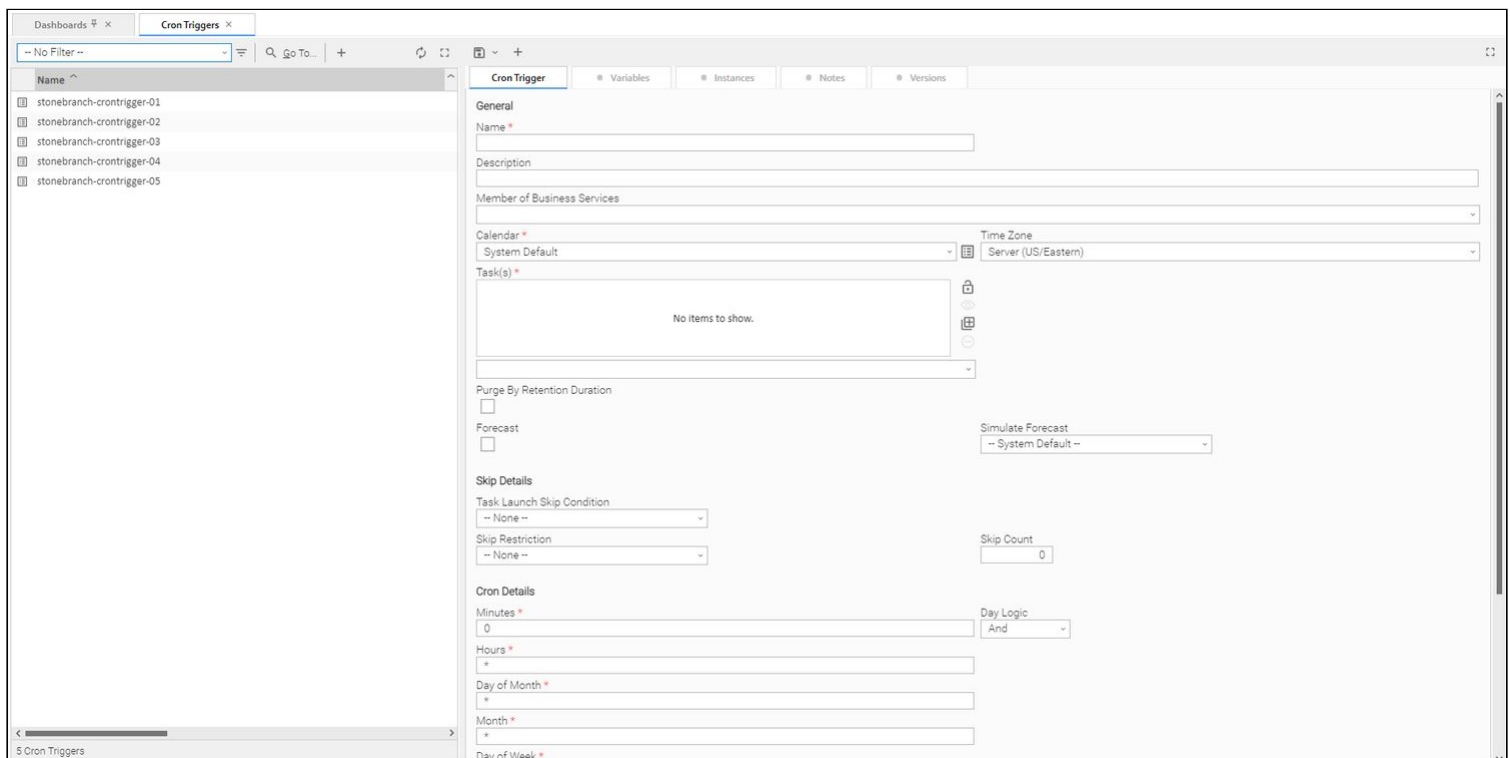 Dashboards
Cron Triggers
-- No Filter --
Go To...
Name
stonebranch-crontrigger-01
stonebranch-crontrigger-02
stonebranch-crontrigger-03
stonebranch-crontrigger-04
stonebranch-crontrigger-05
5 Cron Triggers
Cron Trigger Variables Instances Notes Versions
General
Name *
Description
Member of Business Services
Calendar * Time Zone
System Default Server (US/Eastern)
Task(s) *
No items to show.
Purge By Retention Duration
Forecast Simulate Forecast
-- System Default --
Skip Details
Task Launch Skip Condition
-- None --
Skip Restriction Skip Count
-- None -- 0
Cron Details
Minutes * Day Logic
0 And
Hours *
*
Day of Month *
*
Month *
*
Day of Week *